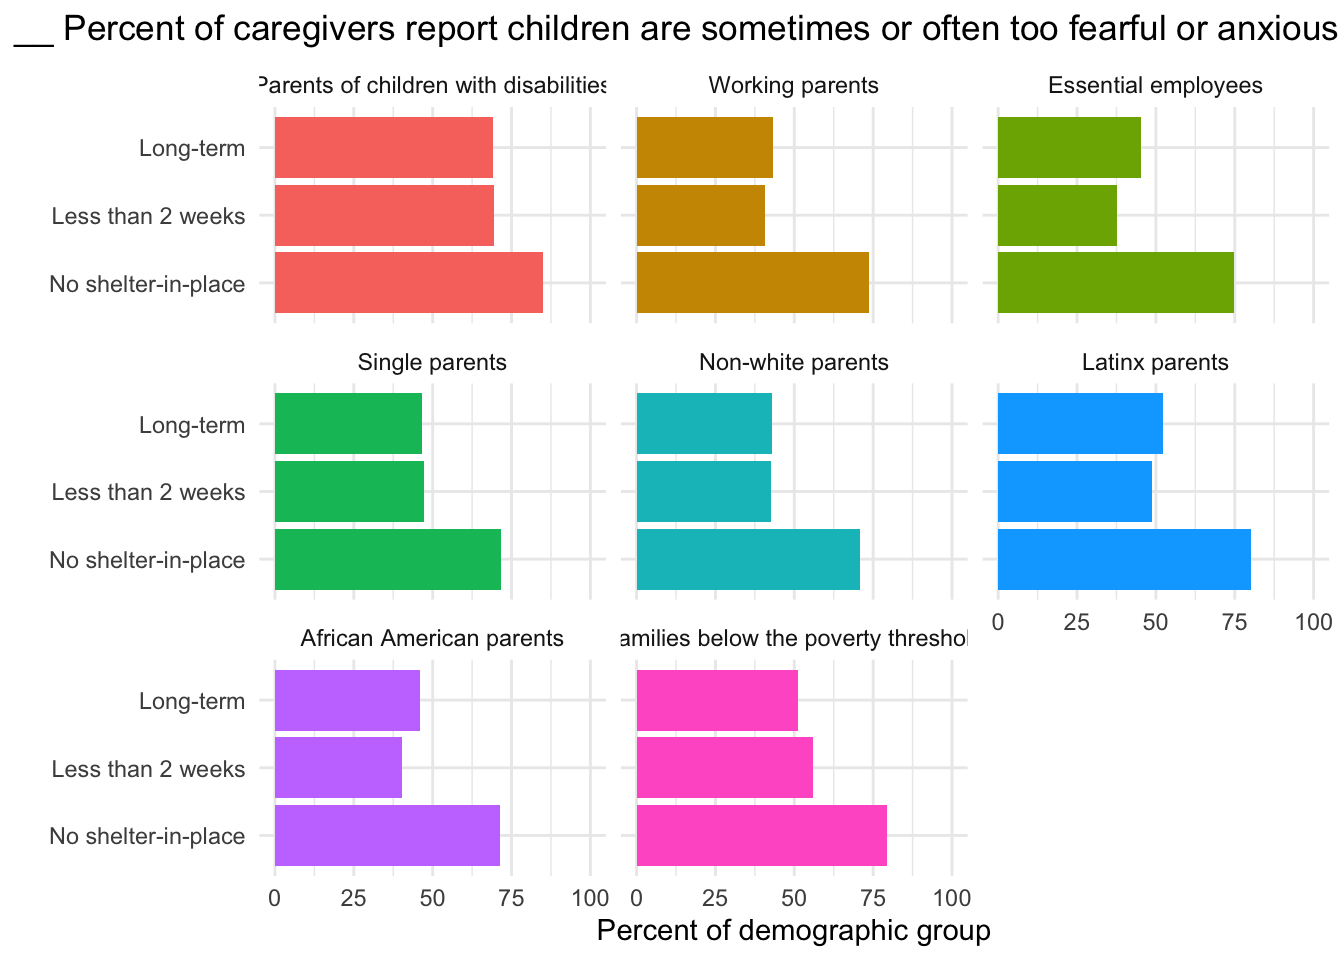 __ Percent of caregivers report children are sometimes or often too fearful or anxious
Parents of children with disabilities
Working parents
Essential employees
Long-term
Less than 2 weeks
No shelter-in-place
Single parents
Non-white parents
Latinx parents
Long-term
Less than 2 weeks
No shelter-in-place
0 25 50 75 100
African American parents
amilies below the poverty threshol
Long-term
Less than 2 weeks
No shelter-in-place
0 25 50 75 100
0 25 50 75 100
Percent of demographic group